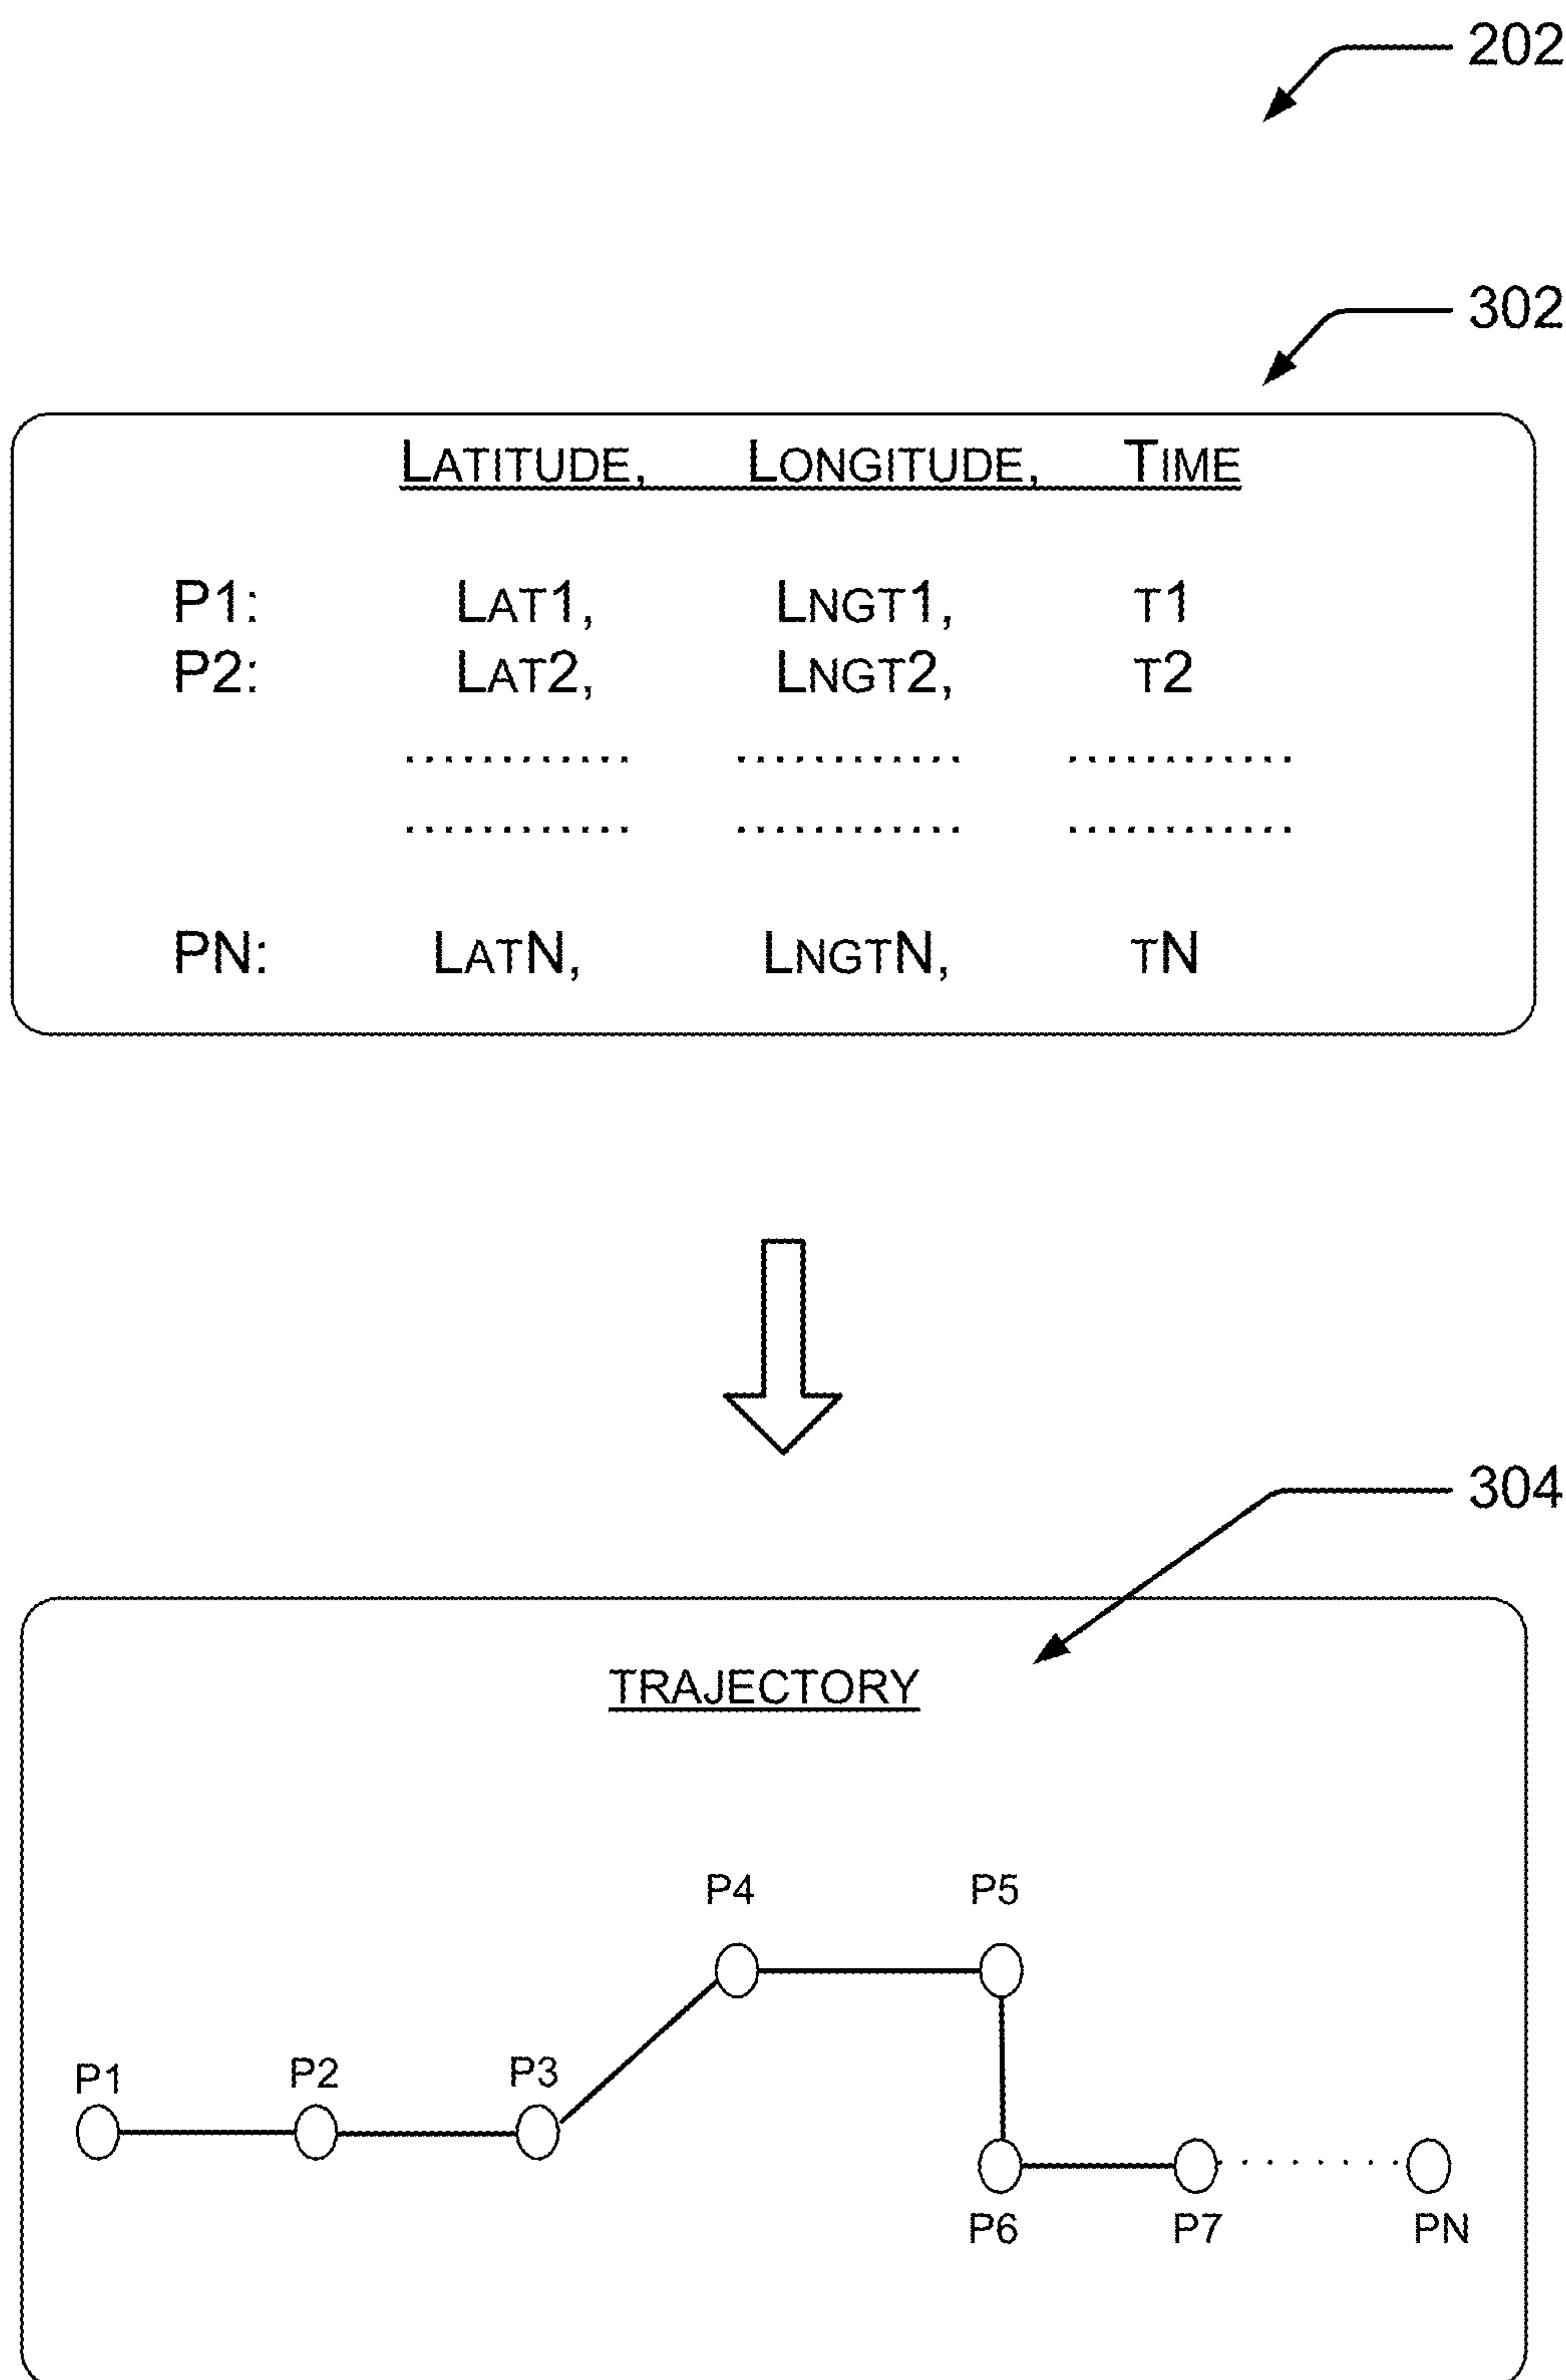 202
302
LATITUDE, LONGITUDE, TIME
P1: LAT1, LNGT1, T1
P2: LAT2, LNGT2, T2
........... ........... ...........
........... ........... ...........
PN: LATN, LNGTN, TN
304
TRAJECTORY
P4 P5
P1 P2 P3
P6 P7 PN